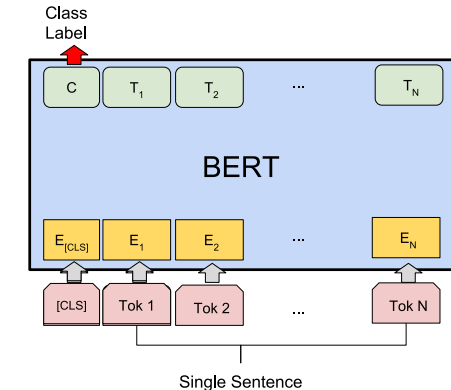 Class
Label
C T1 T2 ... TN
BERT
E[CLS] E1 E2 ... EN
[CLS] Tok 1 Tok 2 ... Tok N
Single Sentence